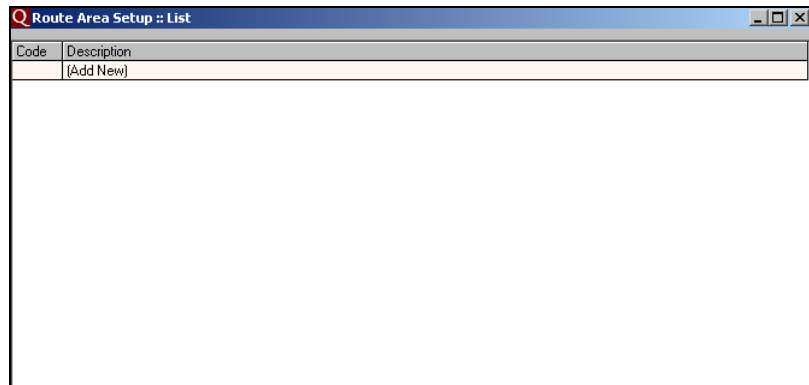 Q Route Area Setup :: List
Code Description
(Add New)